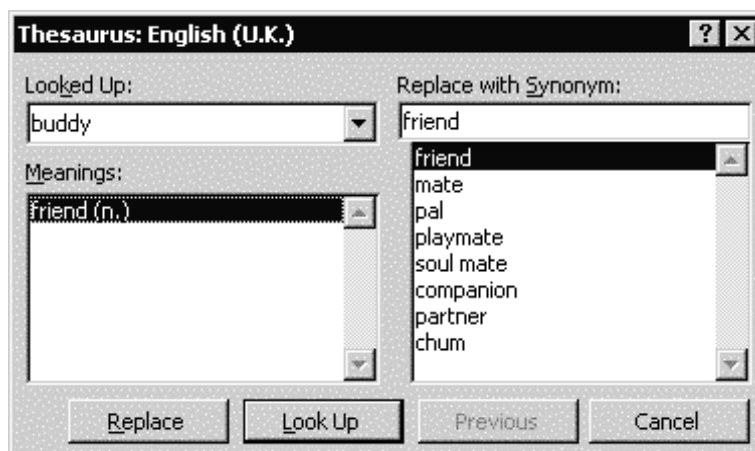 Thesaurus: English (U.K.)
Looked Up:
buddy
Meanings:
friend (n.)
Replace with Synonym:
friend
friend
mate
pal
playmate
soul mate
companion
partner
chum
Replace
Look Up
Previous
Cancel